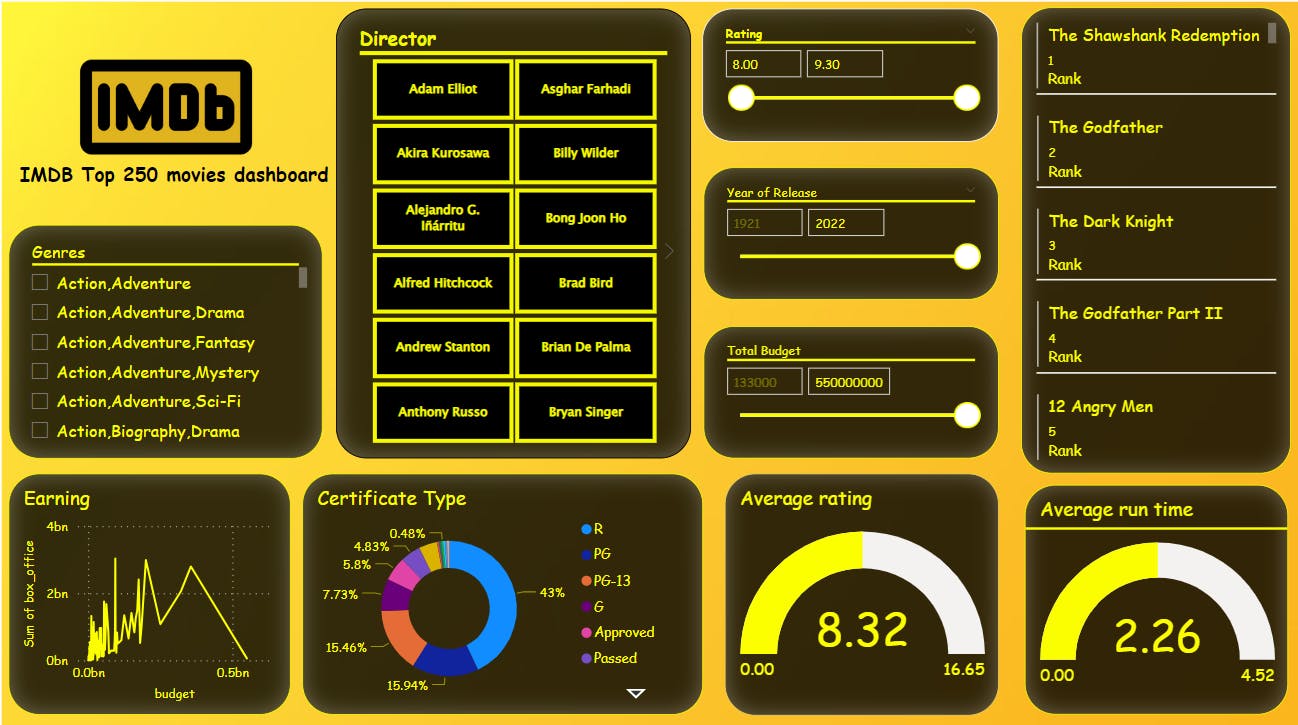 IMDb
IMDB Top 250 movies dashboard
Genres
Action,Adventure
Action,Adventure,Drama
Action,Adventure,Fantasy
Action,Adventure,Mystery
Action,Adventure,Sci-Fi
Action,Biography,Drama
Director
Adam Elliot
Asghar Farhadi
Akira Kurosawa
Billy Wilder
Alejandro G.
Iñárritu
Bong Joon Ho
Alfred Hitchcock
Brad Bird
Andrew Stanton
Brian De Palma
Anthony Russo
Bryan Singer
Rating
8.00
9.30
Year of Release
1921
2022
Total Budget
133000
550000000
The Shawshank Redemption
1
Rank
The Godfather
2
Rank
The Dark Knight
3
Rank
The Godfather Part II
4
Rank
12 Angry Men
5
Rank
Earning
Sum of box_office
4bn
2bn
0bn
0.0bn
0.5bn
budget
Certificate Type
0.48%
4.83%
5.8%
7.73%
15.46%
15.94%
43%
R
PG
PG-13
G
Approved
Passed
Average rating
8.32
0.00
16.65
Average run time
2.26
0.00
4.52